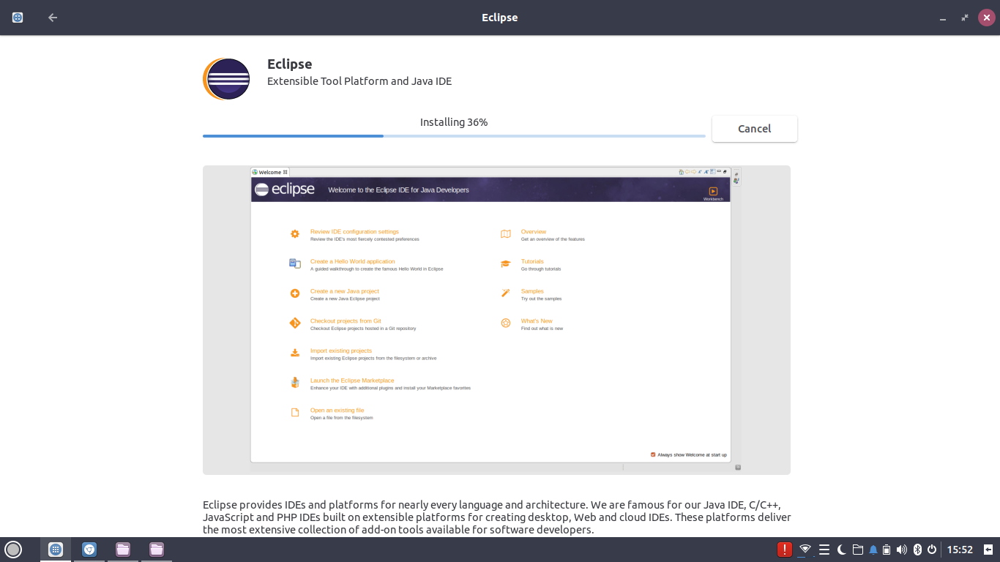 Eclipse
Eclipse
Extensible Tool Platform and Java IDE
Installing 36%
Cancel
Welcome
eclipse
Welcome to the Eclipse IDE for Java Developers
Workbench
Review IDE configuration settings
Review the IDE's most fiercely contested preferences
Overview
Get an overview of the features
Create a Hello World application
A guided walkthrough to create the famous Hello World in Eclipse
Tutorials
Go through tutorials
Create a new Java project
Create a new Java Eclipse project
Samples
Try out the samples
Checkout projects from Git
Checkout Eclipse projects hosted in a Git repository
What's New
Find out what is new
Import existing projects
Import existing Eclipse projects from the filesystem or archive
Launch the Eclipse Marketplace
Enhance your IDE with additional plugins and install your Marketplace favorites
Open an existing file
Open a file from the filesystem
Always show Welcome at start up
Eclipse provides IDEs and platforms for nearly every language and architecture. We are famous for our Java IDE, C/C++,
JavaScript and PHP IDEs built on extensible platforms for creating desktop, Web and cloud IDEs. These platforms deliver
the most extensive collection of add-on tools available for software developers.
15:52